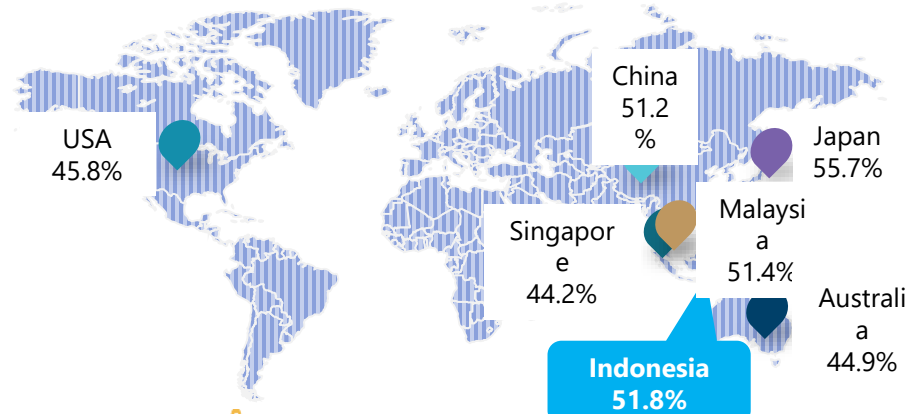 China
51.2
%
USA
45.8%
Japan
55.7%
Malaysi
a
51.4%
Singapor
e
44.2%
Australi
a
44.9%
Indonesia
51.8%